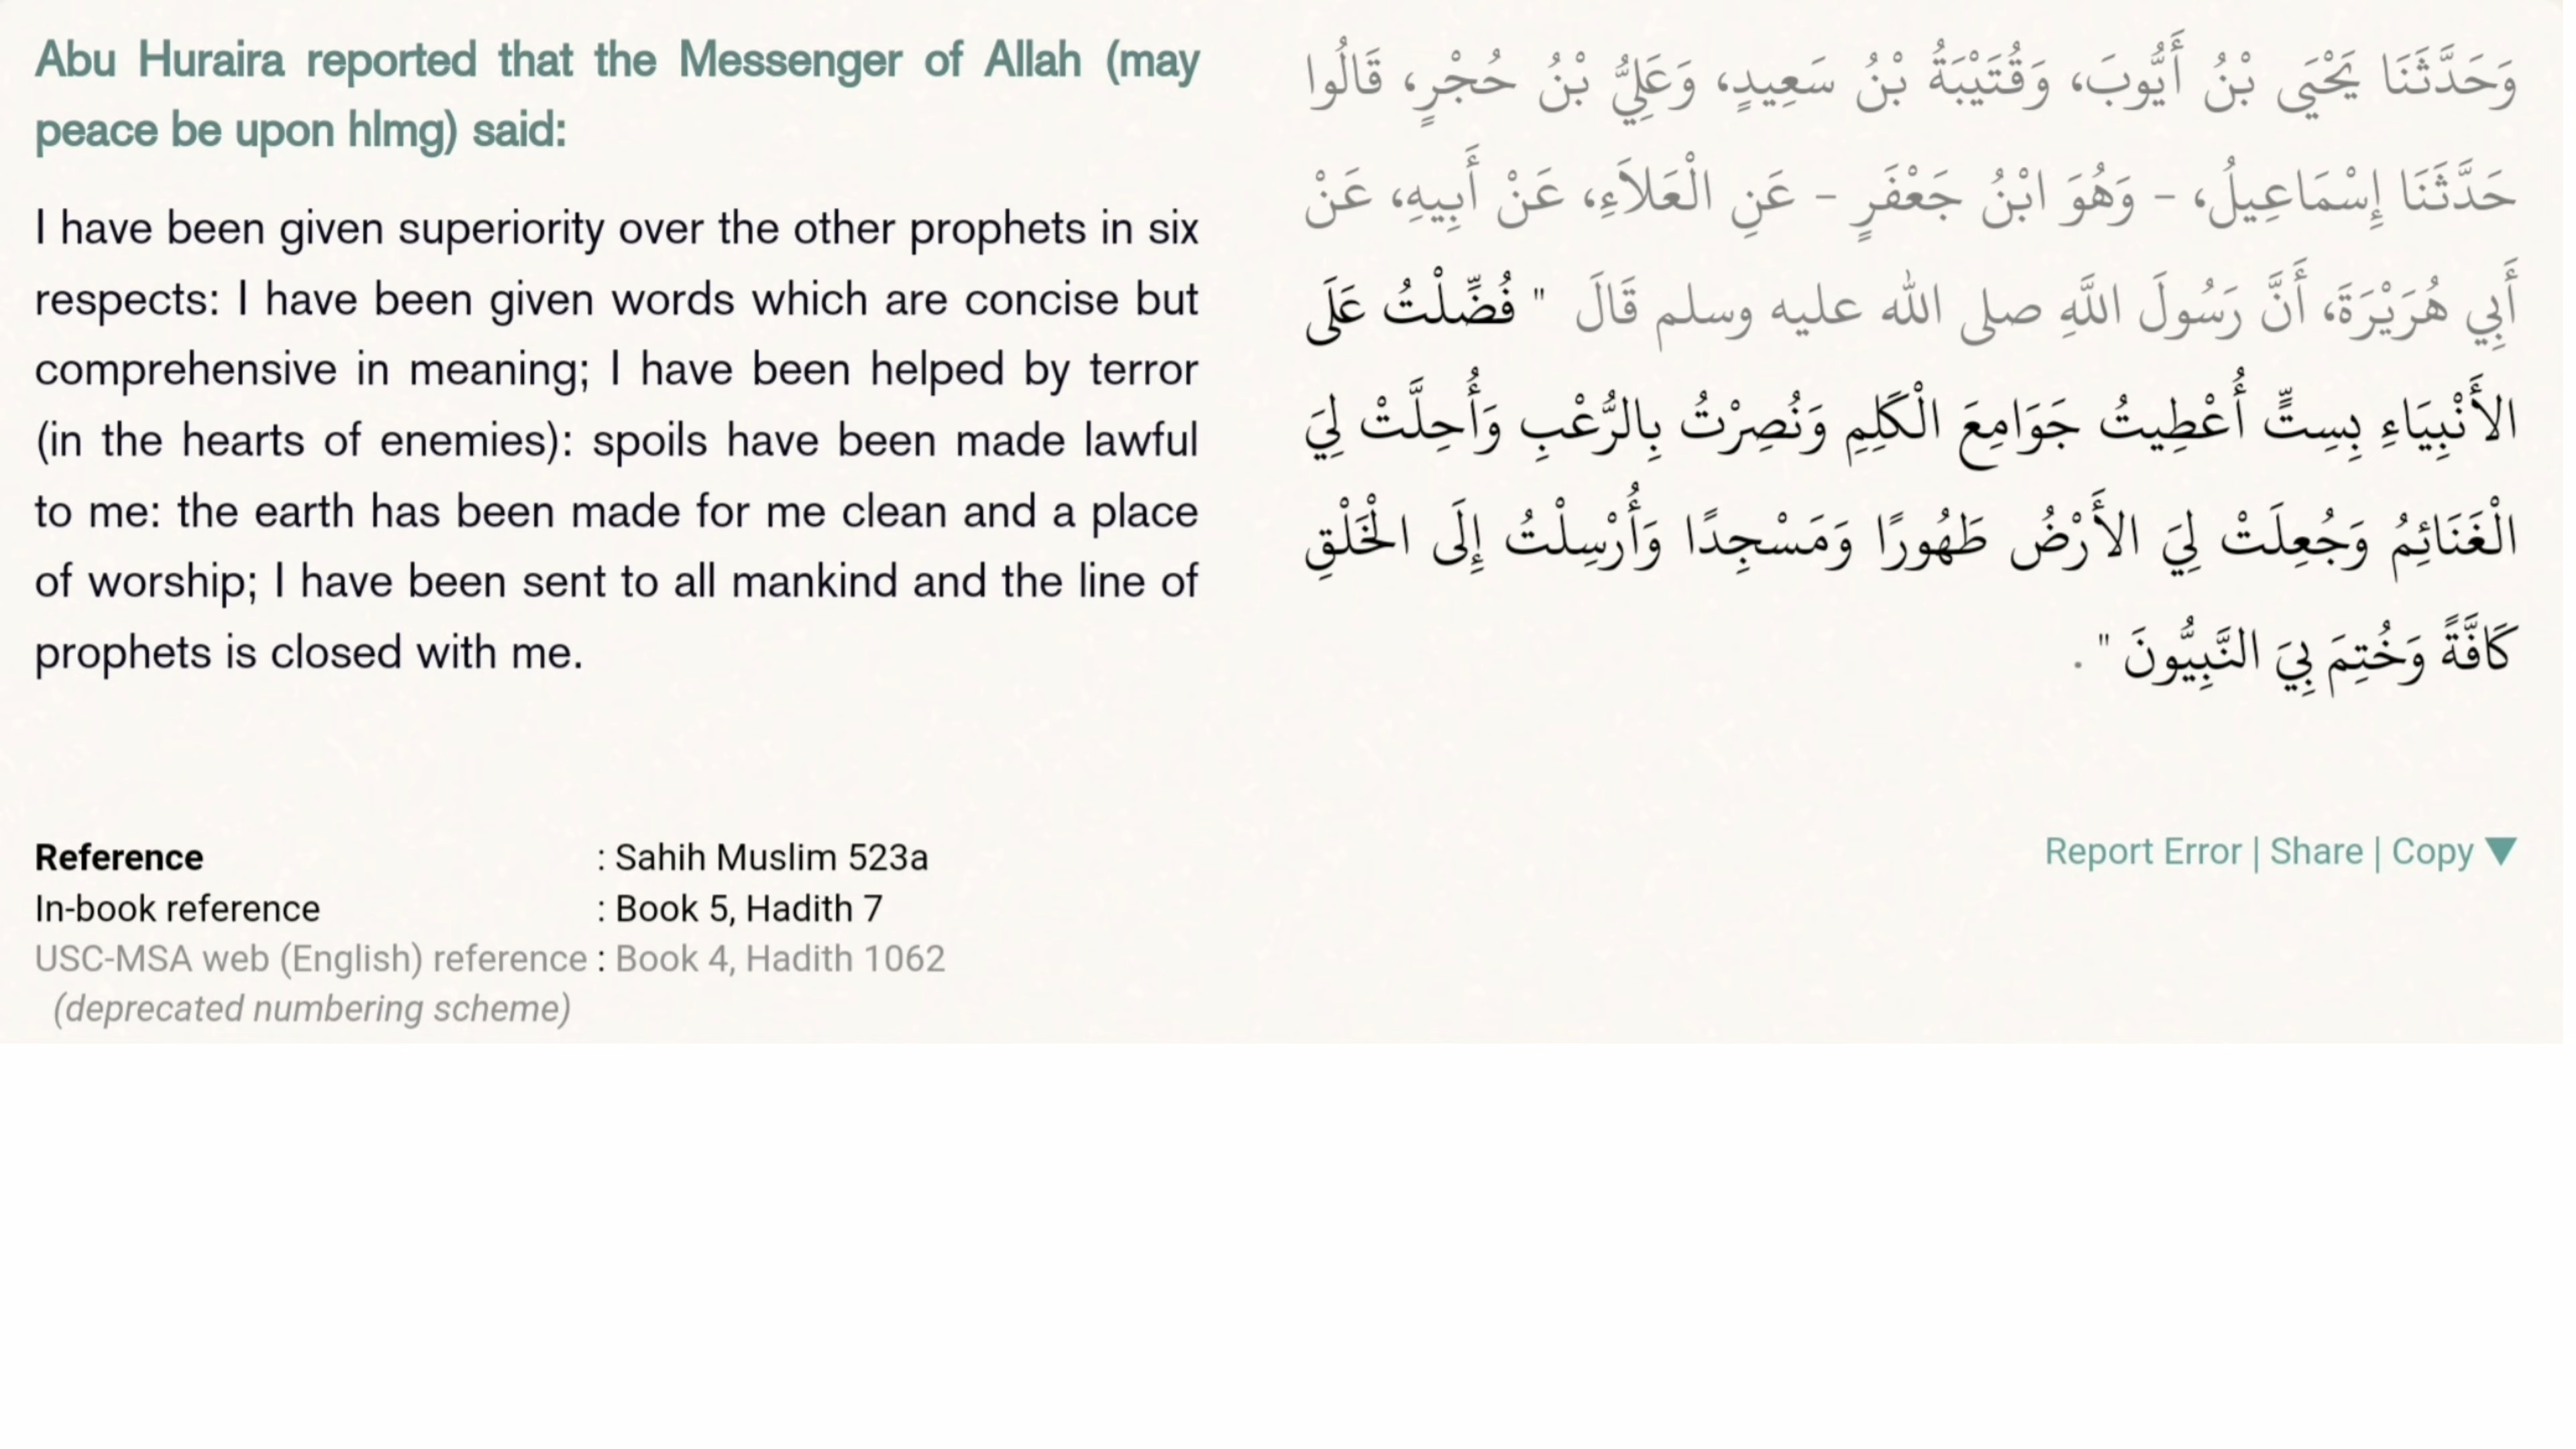 Abu Huraira reported that the Messenger of Allah (may
peace be upon hlmg) said:
I have been given superiority over the other prophets in six
respects: I have been given words which are concise but
comprehensive in meaning; I have been helped by terror
(in the hearts of enemies): spoils have been made lawful
to me: the earth has been made for me clean and a place
of worship; I have been sent to all mankind and the line of
prophets is closed with me.
وَحَدَّثَنَا يَحْيَى بْنُ أَيُّوبَ، وَقُتَيْبَةُ بْنُ سَعِيدٍ، وَعَلِيُّ بْنُ حُجْرٍ، قَالُوا
حَدَّثَنَا إِسْمَاعِيلُ، - وَهُوَ ابْنُ جَعْفَرٍ - عَنِ الْعَلاَءِ، عَنْ أَبِيهِ، عَنْ
أَبِي هُرَيْرَةَ، أَنَّ رَسُولَ اللَّهِ صلى الله عليه وسلم قَالَ " فُضِّلْتُ عَلَى
الأَنْبِيَاءِ بِسِتٍّ أُعْطِيتُ جَوَامِعَ الْكَلِمِ وَنُصِرْتُ بِالرُّعْبِ وَأُحِلَّتْ لِيَ
الْغَنَائِمُ وَجُعِلَتْ لِيَ الأَرْضُ طَهُورًا وَمَسْجِدًا وَأُرْسِلْتُ إِلَى الْخَلْقِ
كَافَّةً وَخُتِمَ بِيَ النَّبِيُّونَ " .
Reference : Sahih Muslim 523a
In-book reference : Book 5, Hadith 7
USC-MSA web (English) reference : Book 4, Hadith 1062
(deprecated numbering scheme)
Report Error | Share | Copy ▼